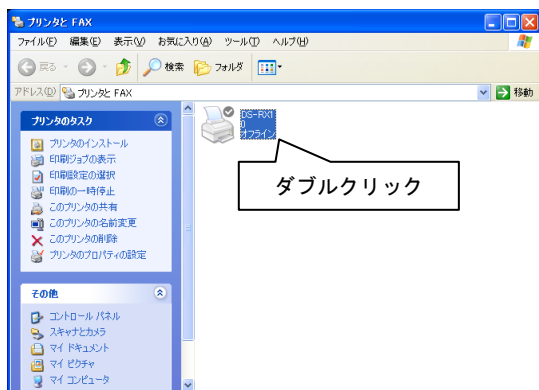 プリンタと FAX
ファイル(F) 編集(E) 表示(V) お気に入り(A) ツール(T) ヘルプ(H)
戻る 検索 フォルダ
アドレス(D) プリンタと FAX 移動
プリンタのタスク
プリンタのインストール
印刷ジョブの表示
印刷設定の選択
印刷の一時停止
このプリンタの共有
このプリンタの名前変更
このプリンタの削除
プリンタのプロパティの設定
その他
コントロール パネル
スキャナとカメラ
マイ ドキュメント
マイ ピクチャ
マイ コンピュータ
DS-RX1
0
オフライン
ダブルクリック